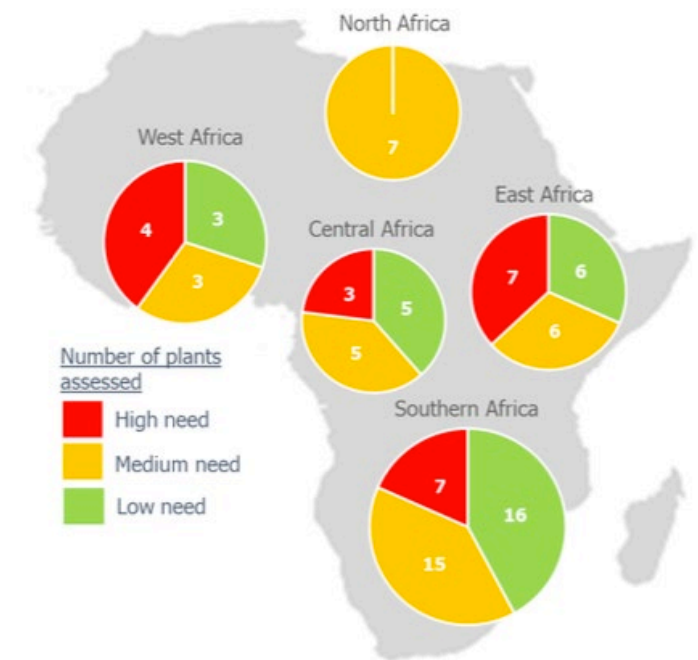 North Africa
7
West Africa
4
3
3
East Africa
7
6
6
Central Africa
3
5
5
Number of plants
assessed
High need
Medium need
Low need
Southern Africa
7
16
15